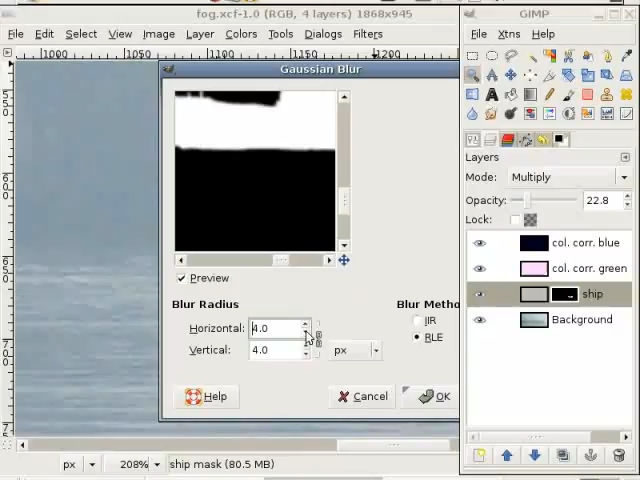 fog.xcf-1.0 (RGB, 4 layers) 1868x945
File Edit Select View Image Layer Colors Tools Dialogs Filters
1000 1050 1100 1150 1200
Gaussian Blur
Preview
Blur Radius
Horizontal: 4.0
Vertical: 4.0
px
Blur Metho
IIR
RLE
Help
Cancel
OK
px 208% ship mask (80.5 MB)
GIMP
File Xtns Help
Layers
Mode: Multiply
Opacity: 22.8
Lock:
col. corr. blue
col. corr. green
ship
Background